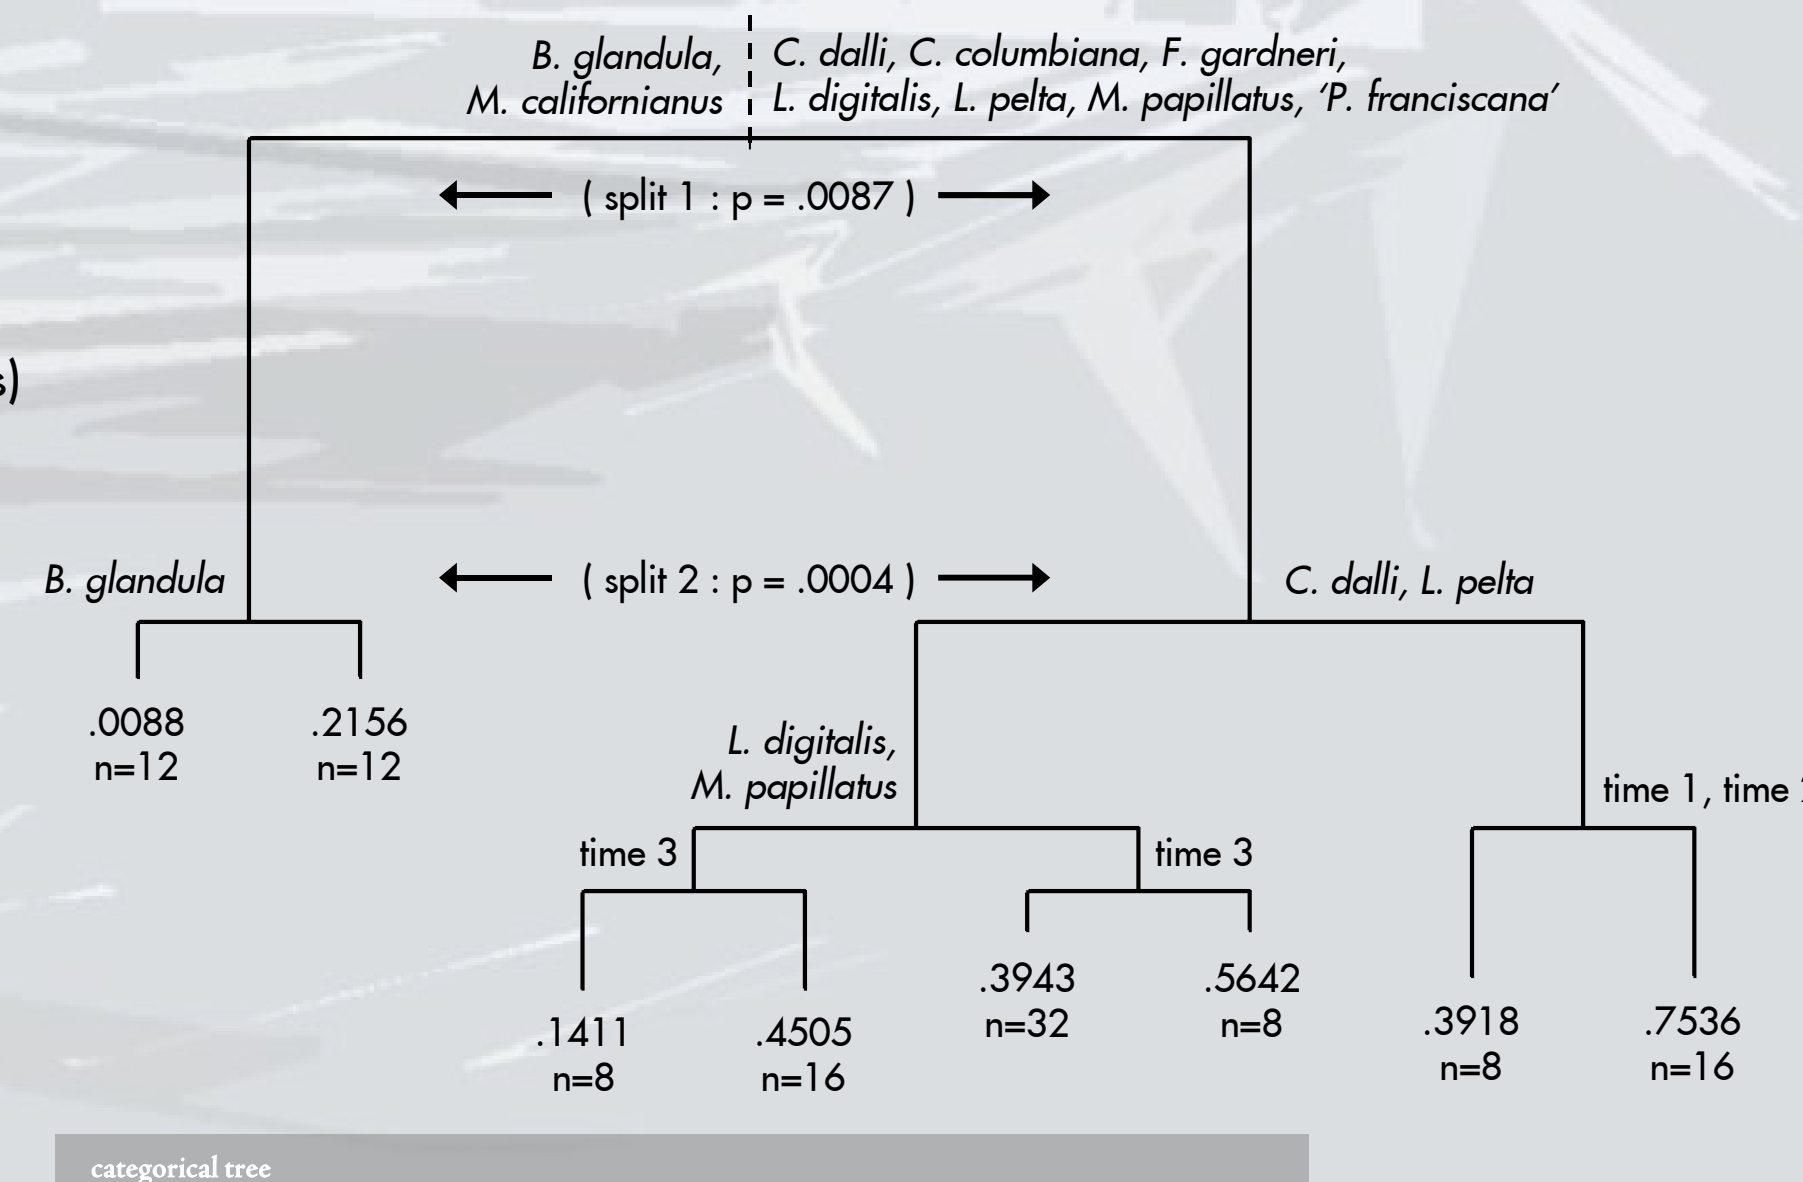 B. glandula,
M. californianus
C. dalli, C. columbiana, F. gardneri,
L. digitalis, L. pelta, M. papillatus, ‘P. franciscana’
( split 1 : p = .0087 )
B. glandula
( split 2 : p = .0004 )
C. dalli, L. pelta
.0088
n=12
.2156
n=12
L. digitalis,
M. papillatus
time 1, time
time 3
time 3
.1411
n=8
.4505
n=16
.3943
n=32
.5642
n=8
.3918
n=8
.7536
n=16
categorical tree